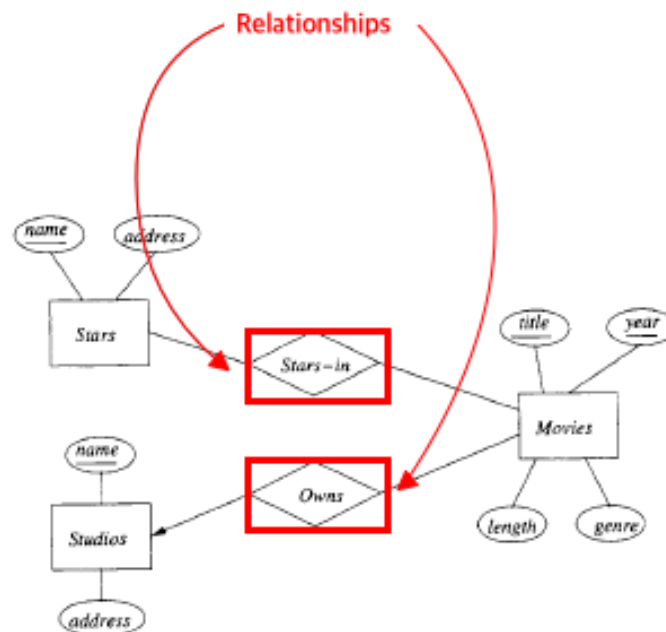 Relationships
name
address
Stars
Stars-in
title
year
Movies
name
Owns
Studios
length
genre
address